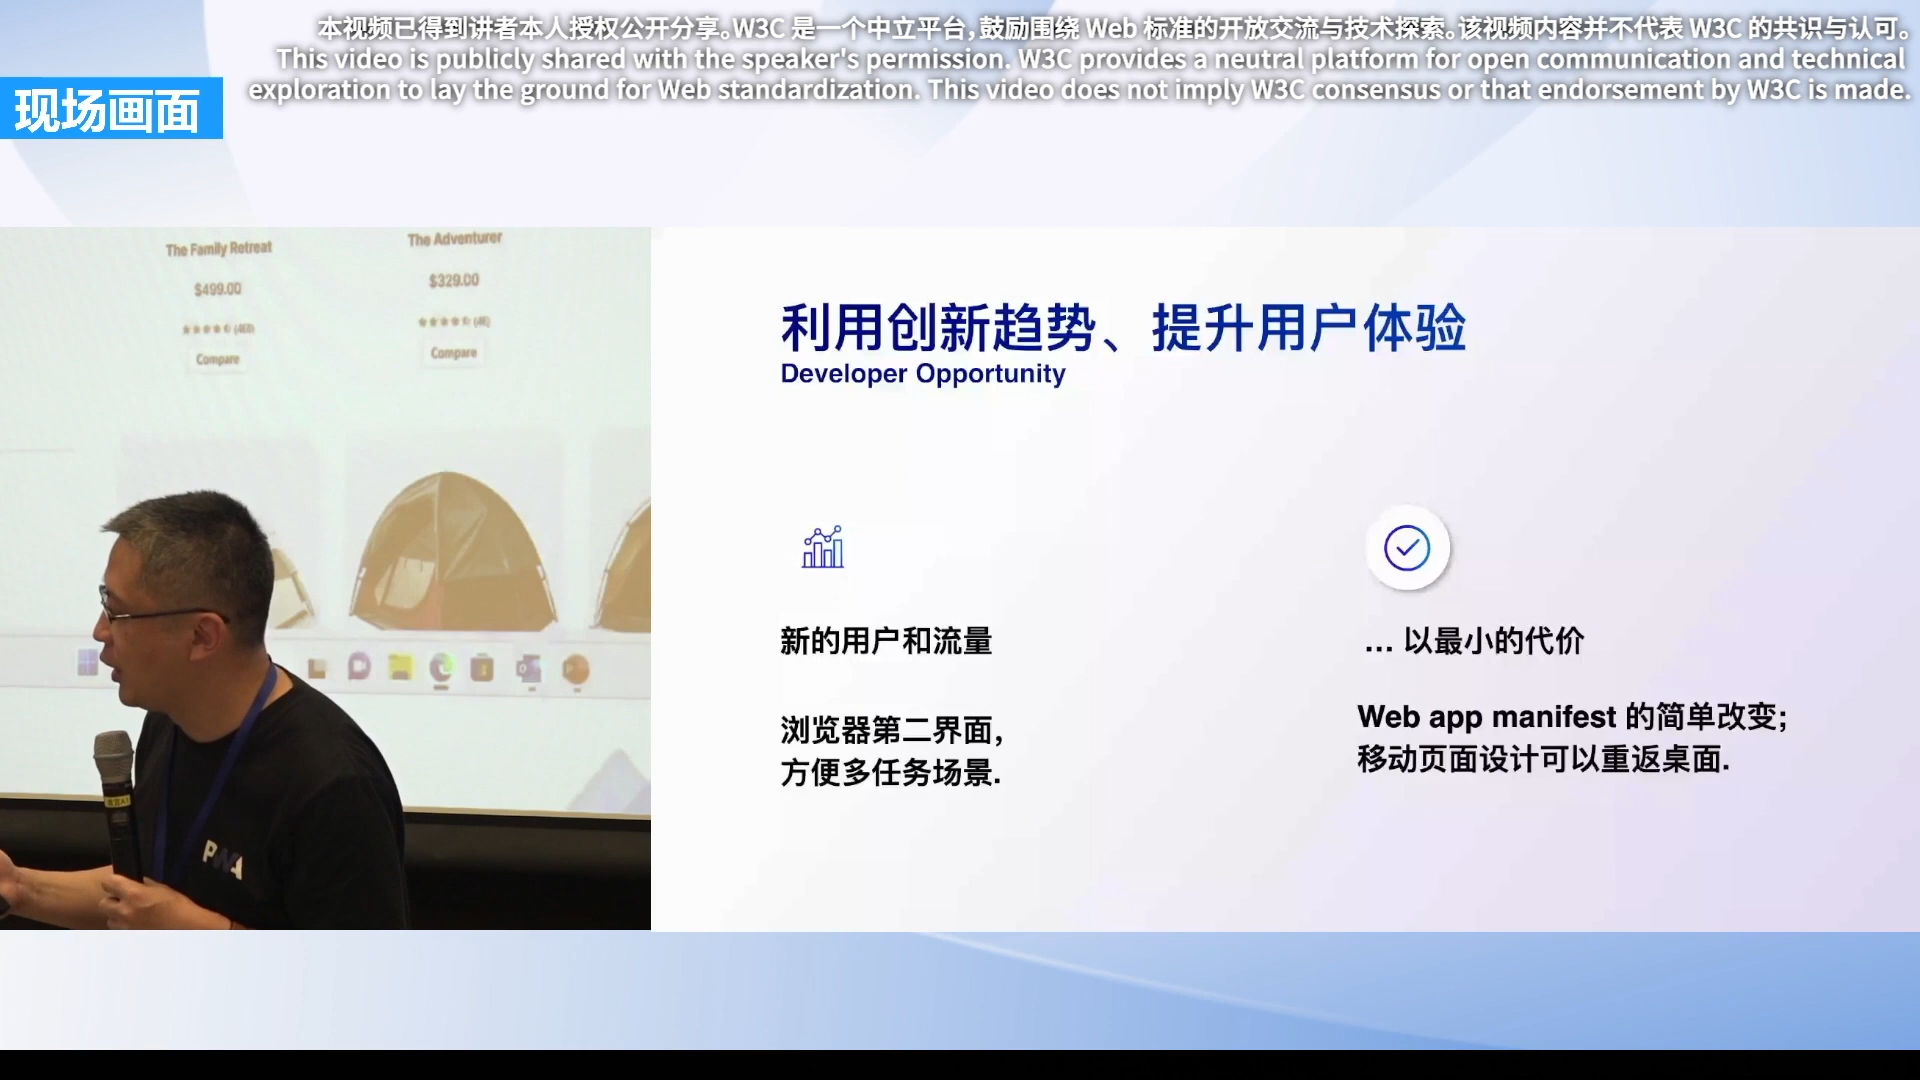 本视频已得到讲者本人授权公开分享。W3C 是一个中立平台，鼓励围绕 Web 标准的开放交流与技术探索。该视频内容并不代表 W3C 的共识与认可。
This video is publicly shared with the speaker's permission. W3C provides a neutral platform for open communication and technical
exploration to lay the ground for Web standardization. This video does not imply W3C consensus or that endorsement by W3C is made.
现场画面
The Family Retreat
$499.00
Compare
The Adventurer
$329.00
Compare
PWA
利用创新趋势、提升用户体验
Developer Opportunity
新的用户和流量
浏览器第二界面,
方便多任务场景.
... 以最小的代价
Web app manifest 的简单改变;
移动页面设计可以重返桌面.